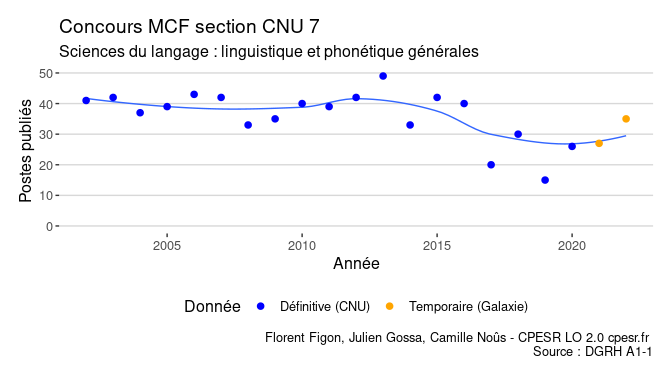 Concours MCF section CNU 7
Sciences du langage : linguistique et phonétique générales
Postes publiés
50
40
30
20
10
0
2005 2010 2015 2020
Année
Donnée Définitive (CNU) Temporaire (Galaxie)
Florent Figon, Julien Gossa, Camille Noûs - CPESR LO 2.0 cpesr.fr
Source : DGRH A1-1